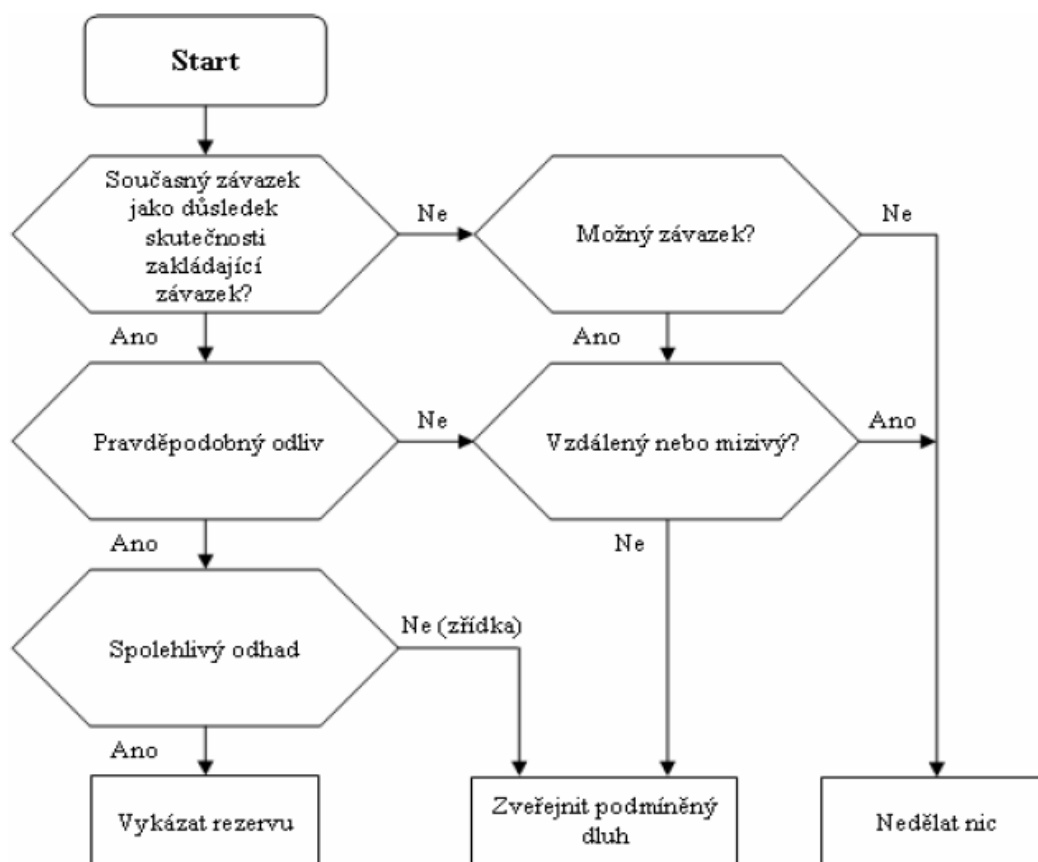 Start
Současný závazek
jako důsledek
skutečnosti
zakládající
závazek?
Ne
Možný závazek?
Ne
Ano
Ano
Pravděpodobný odliv
Ne
Vzdálený nebo mizivý?
Ano
Ano
Ne
Spolehlivý odhad
Ne (zřídka)
Ano
Vykázat rezervu
Zveřejnit podmíněný
dluh
Nedělat nic